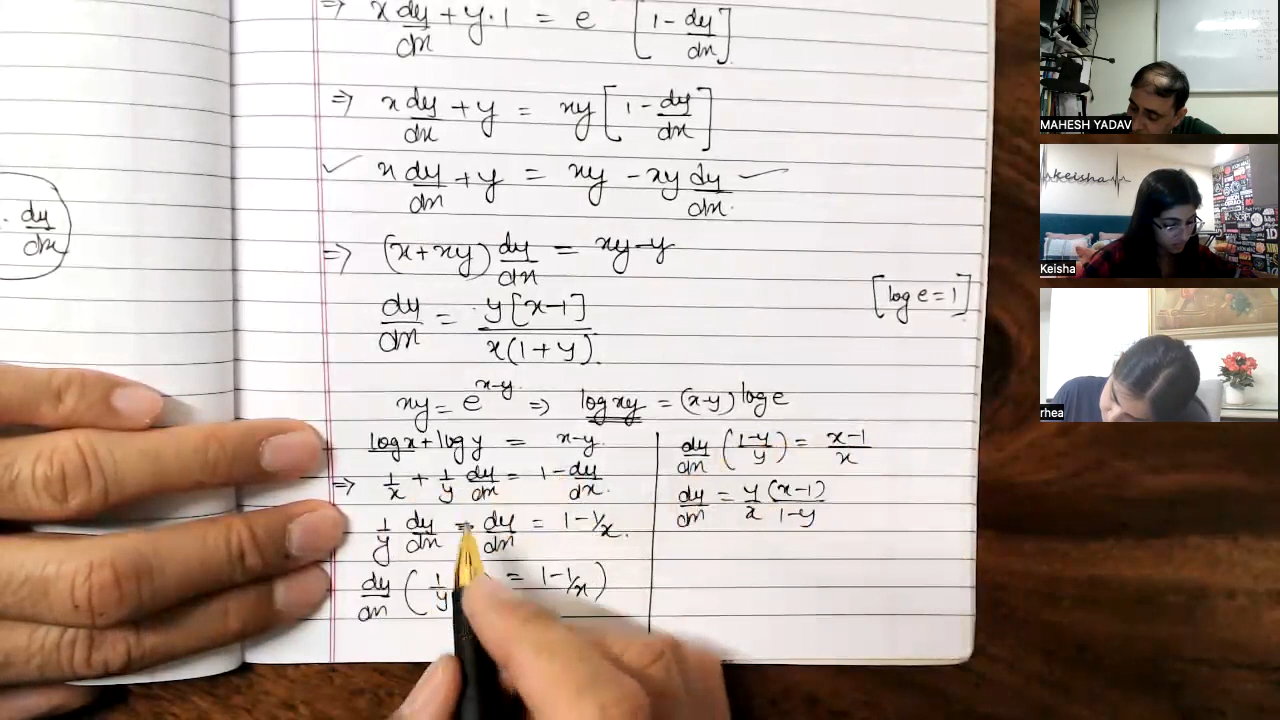 ⇒ x dy/dx + y·1 = e [1 - dy/dx]
⇒ x dy/dx + y = xy [1 - dy/dx]
✓ x dy/dx + y = xy - xy dy/dx.
· dy/dx
⇒ (x + xy) dy/dx = xy - y
dy/dx = y[x-1] / x(1+y).
[log e = 1]
xy = e^(x-y) ⇒ log xy = (x-y) log e
log x + log y = x - y.
⇒ 1/x + 1/y dy/dx = 1 - dy/dx.
1/y dy/dx = dy/dx = 1 - 1/x.
dy/dx ( 1/y = 1 - 1/x )
dy/dx ( 1-y / y ) = x-1 / x
dy/dx = y/x (x-1) / 1-y
MAHESH YADAV
keisha
Keisha
rhea